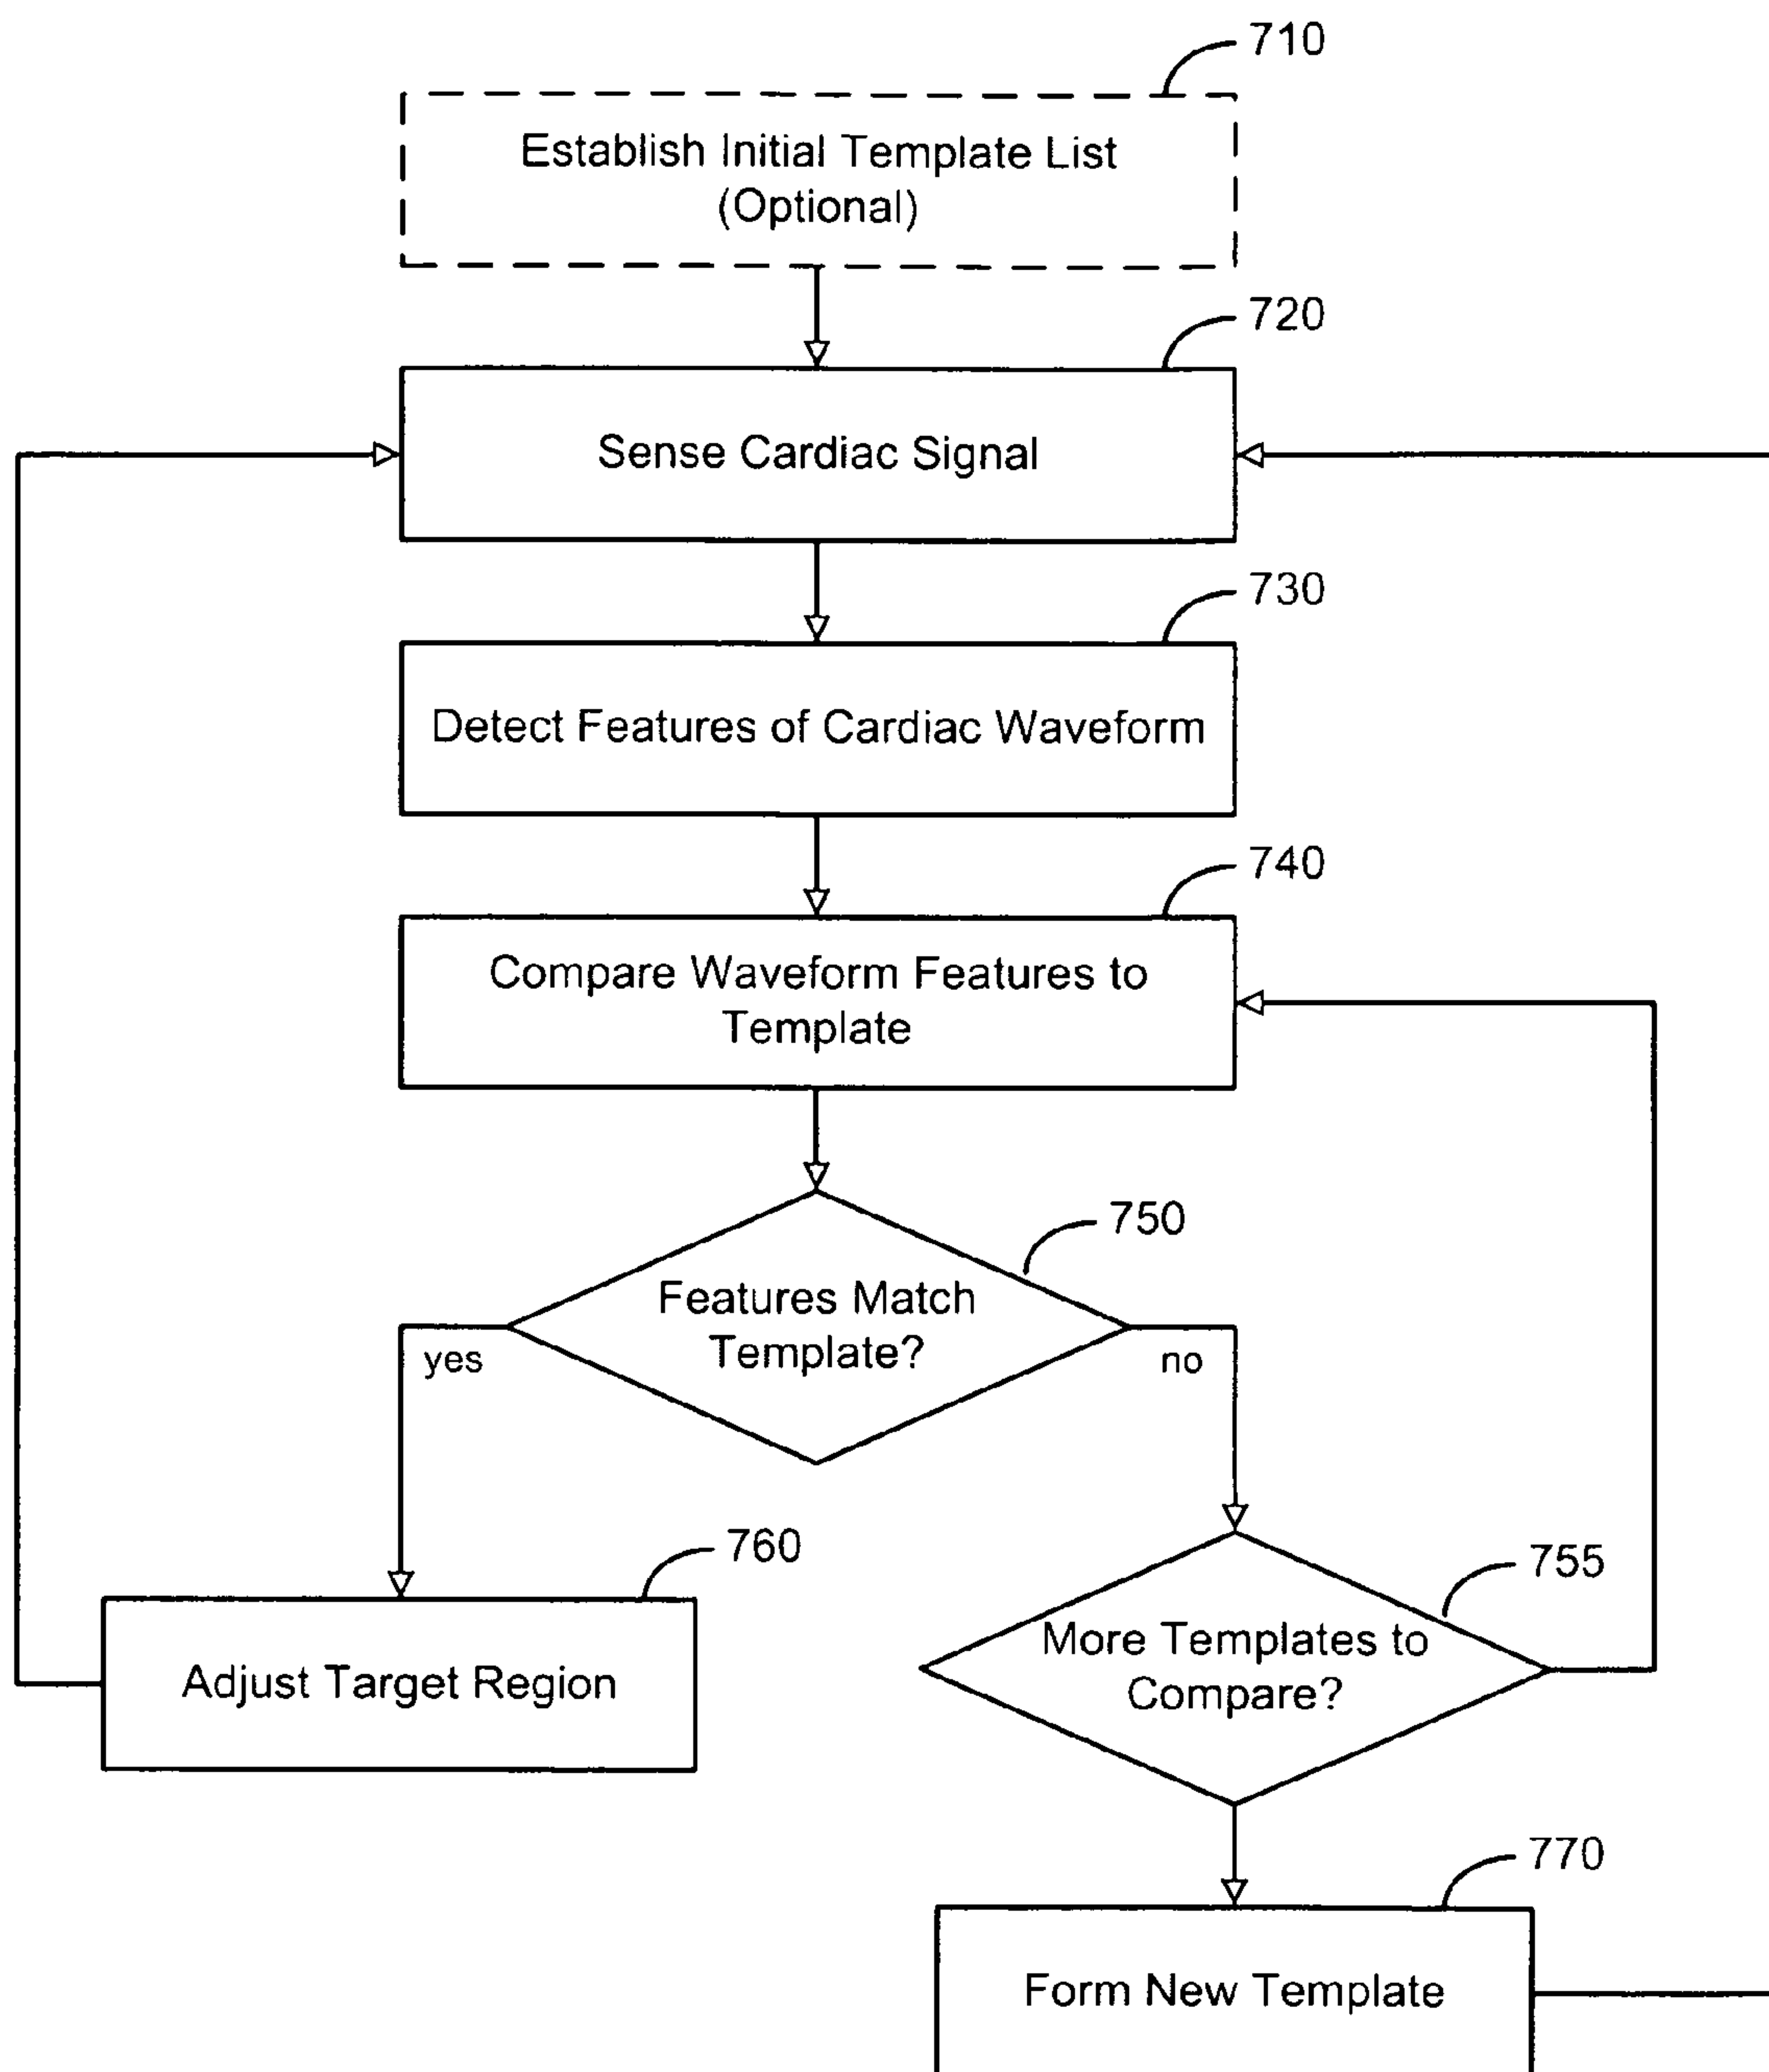 710
Establish Initial Template List
(Optional)
720
Sense Cardiac Signal
730
Detect Features of Cardiac Waveform
740
Compare Waveform Features to
Template
750
Features Match
Template?
yes
no
760
Adjust Target Region
755
More Templates to
Compare?
770
Form New Template